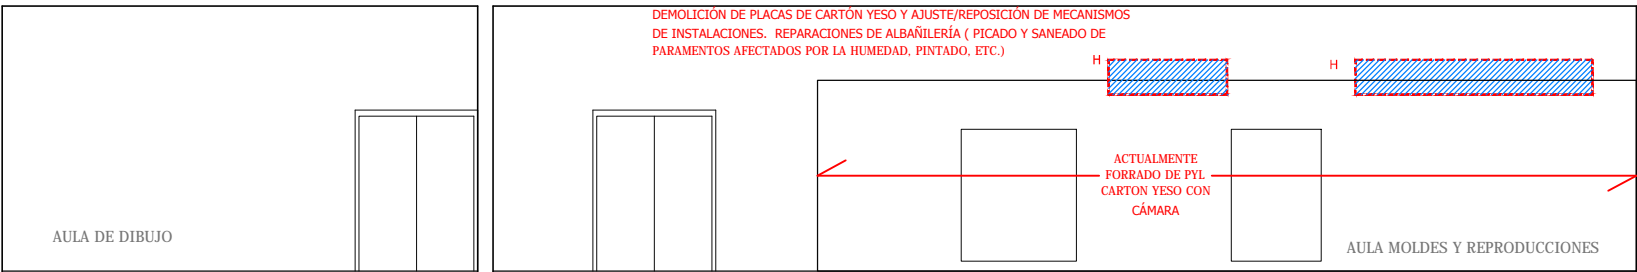 DEMOLICIÓN DE PLACAS DE CARTÓN YESO Y AJUSTE/REPOSICIÓN DE MECANISMOS
DE INSTALACIONES. REPARACIONES DE ALBAÑILERÍA ( PICADO Y SANEADO DE
PARAMENTOS AFECTADOS POR LA HUMEDAD, PINTADO, ETC.)
H
H
ACTUALMENTE
FORRADO DE PYL
CARTON YESO CON
CÁMARA
AULA DE DIBUJO
AULA MOLDES Y REPRODUCCIONES